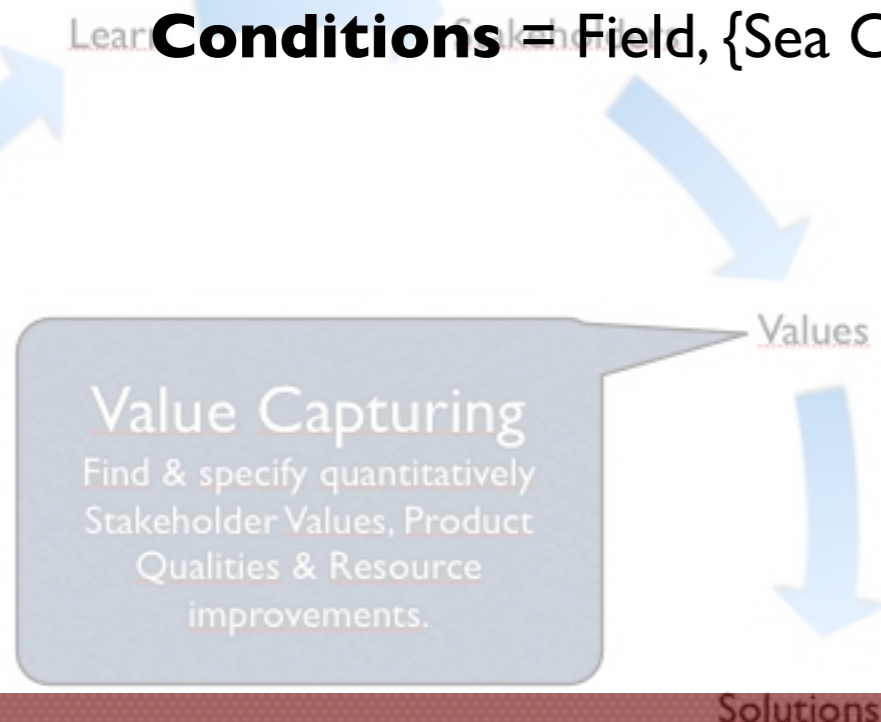 Conditions = Field, {Sea
Values
Value Capturing
Find & specify quantitatively
Stakeholder Values, Product
Qualities & Resource
improvements.
Solutions